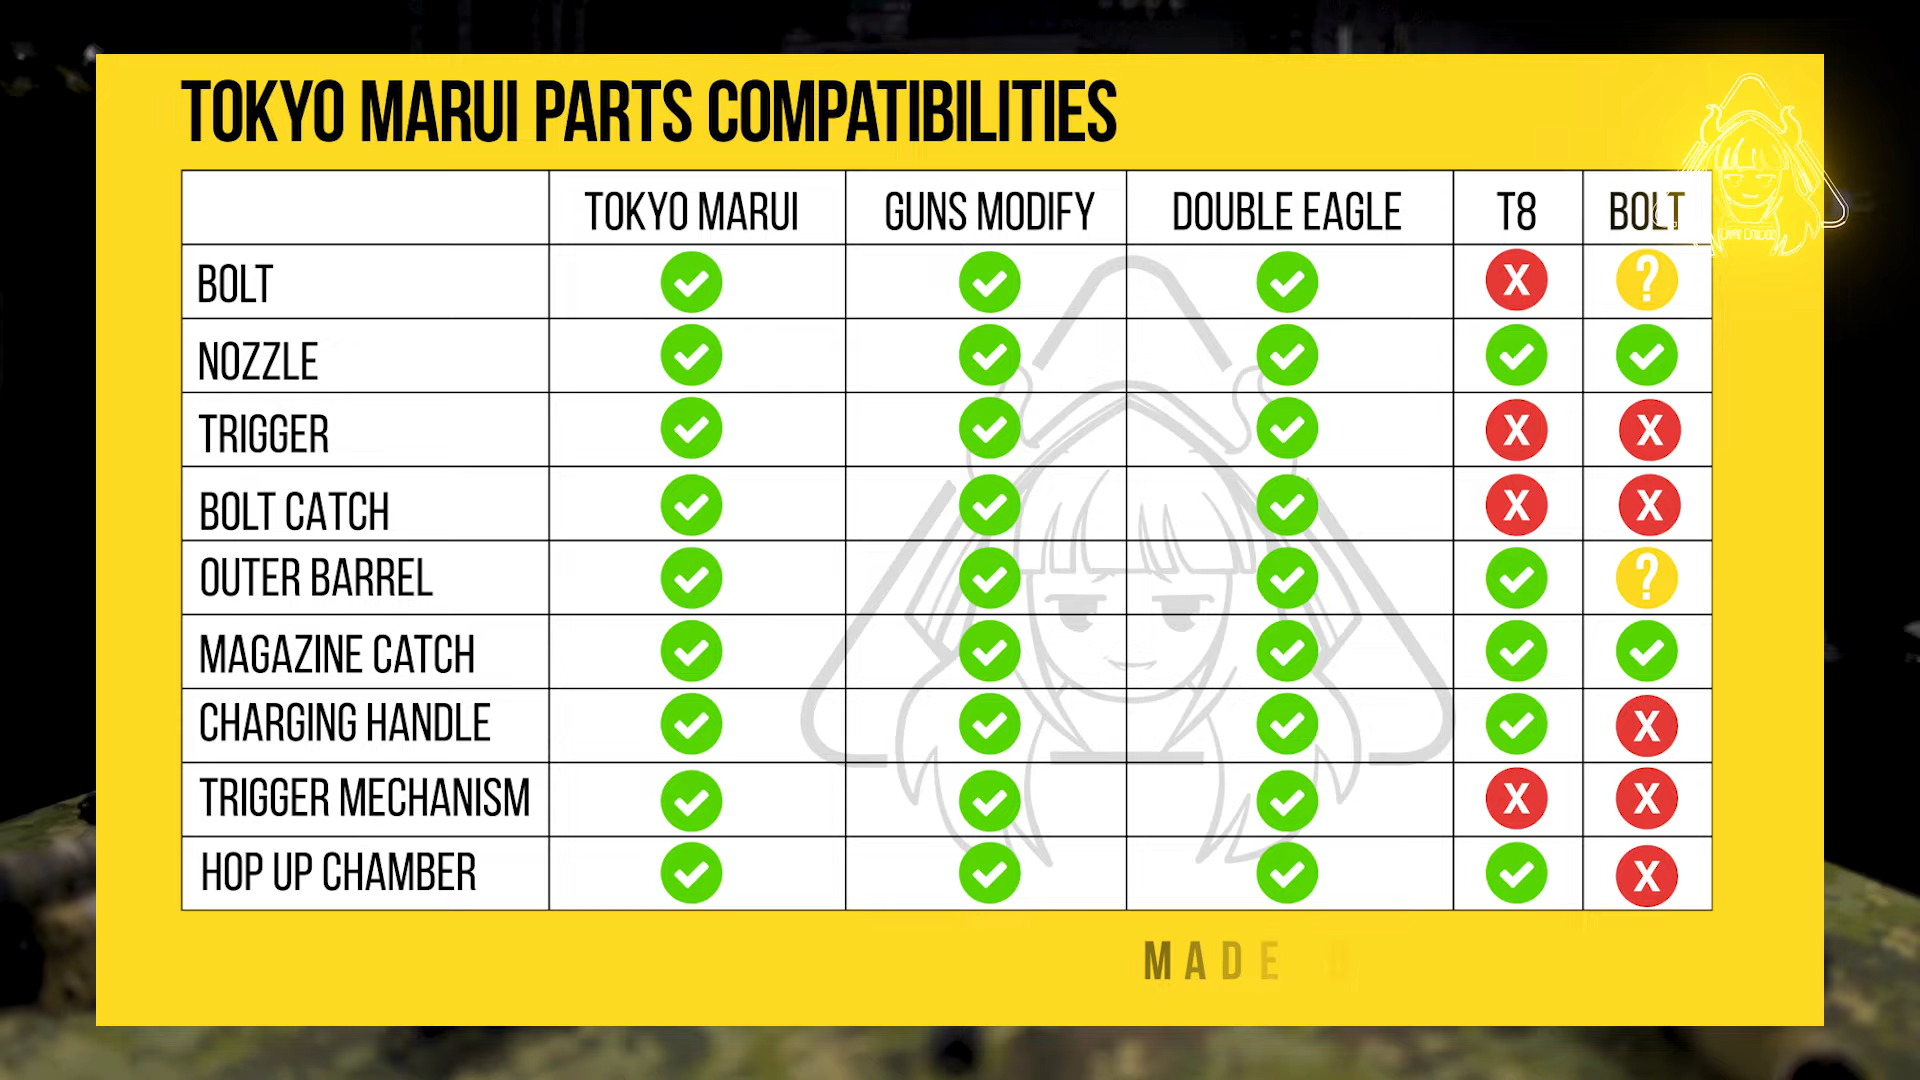 TOKYO MARUI PARTS COMPATIBILITIES
TOKYO MARUI GUNS MODIFY DOUBLE EAGLE T8 BOLT
BOLT X ?
NOZZLE
TRIGGER X X
BOLT CATCH X X
OUTER BARREL ?
MAGAZINE CATCH
CHARGING HANDLE X
TRIGGER MECHANISM X X
HOP UP CHAMBER X
MADE